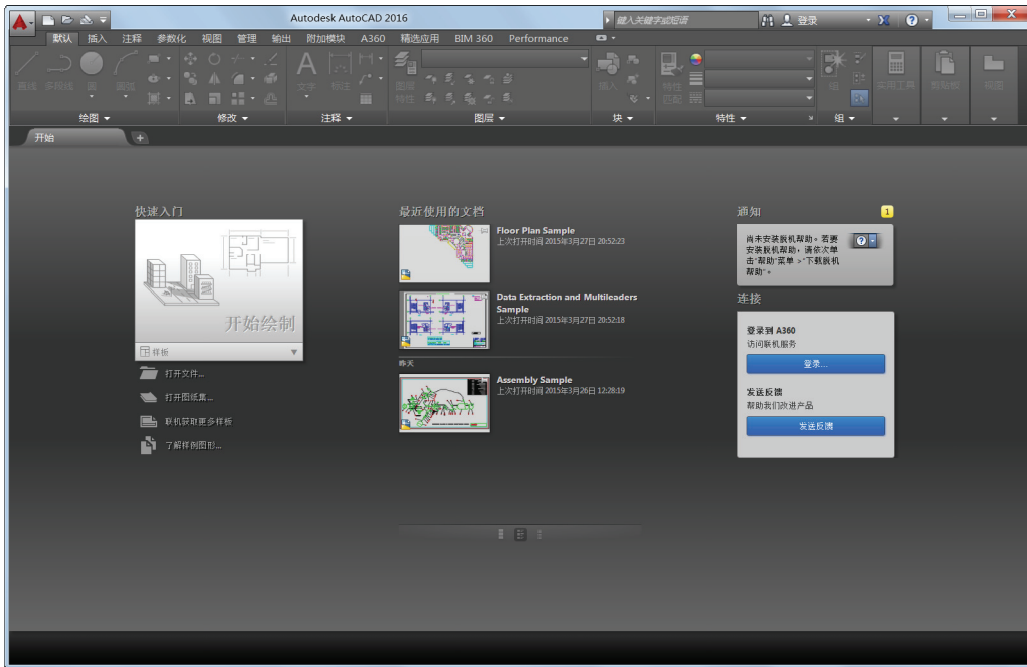 Autodesk AutoCAD 2016
键入关键字或短语
登录
默认 插入 注释 参数化 视图 管理 输出 附加模块 A360 精选应用 BIM 360 Performance
直线 多段线 圆 圆弧 文字 标注 图层特性 插入 特性匹配 组 实用工具 剪贴板 视图
绘图 修改 注释 图层 块 特性 组
开始
快速入门
开始绘制
样板
打开文件...
打开图纸集...
联机获取更多样板
了解样例图形...
最近使用的文档
Floor Plan Sample
上次打开时间 2015年3月27日 20:52:23
Data Extraction and Multileaders
Sample
上次打开时间 2015年3月27日 20:52:18
昨天
Assembly Sample
上次打开时间 2015年3月26日 12:28:19
通知
1
尚未安装脱机帮助。若要
安装脱机帮助，请依次单
击"帮助"菜单 >"下载脱机
帮助"。
连接
登录到 A360
访问联机服务
登录...
发送反馈
帮助我们改进产品
发送反馈